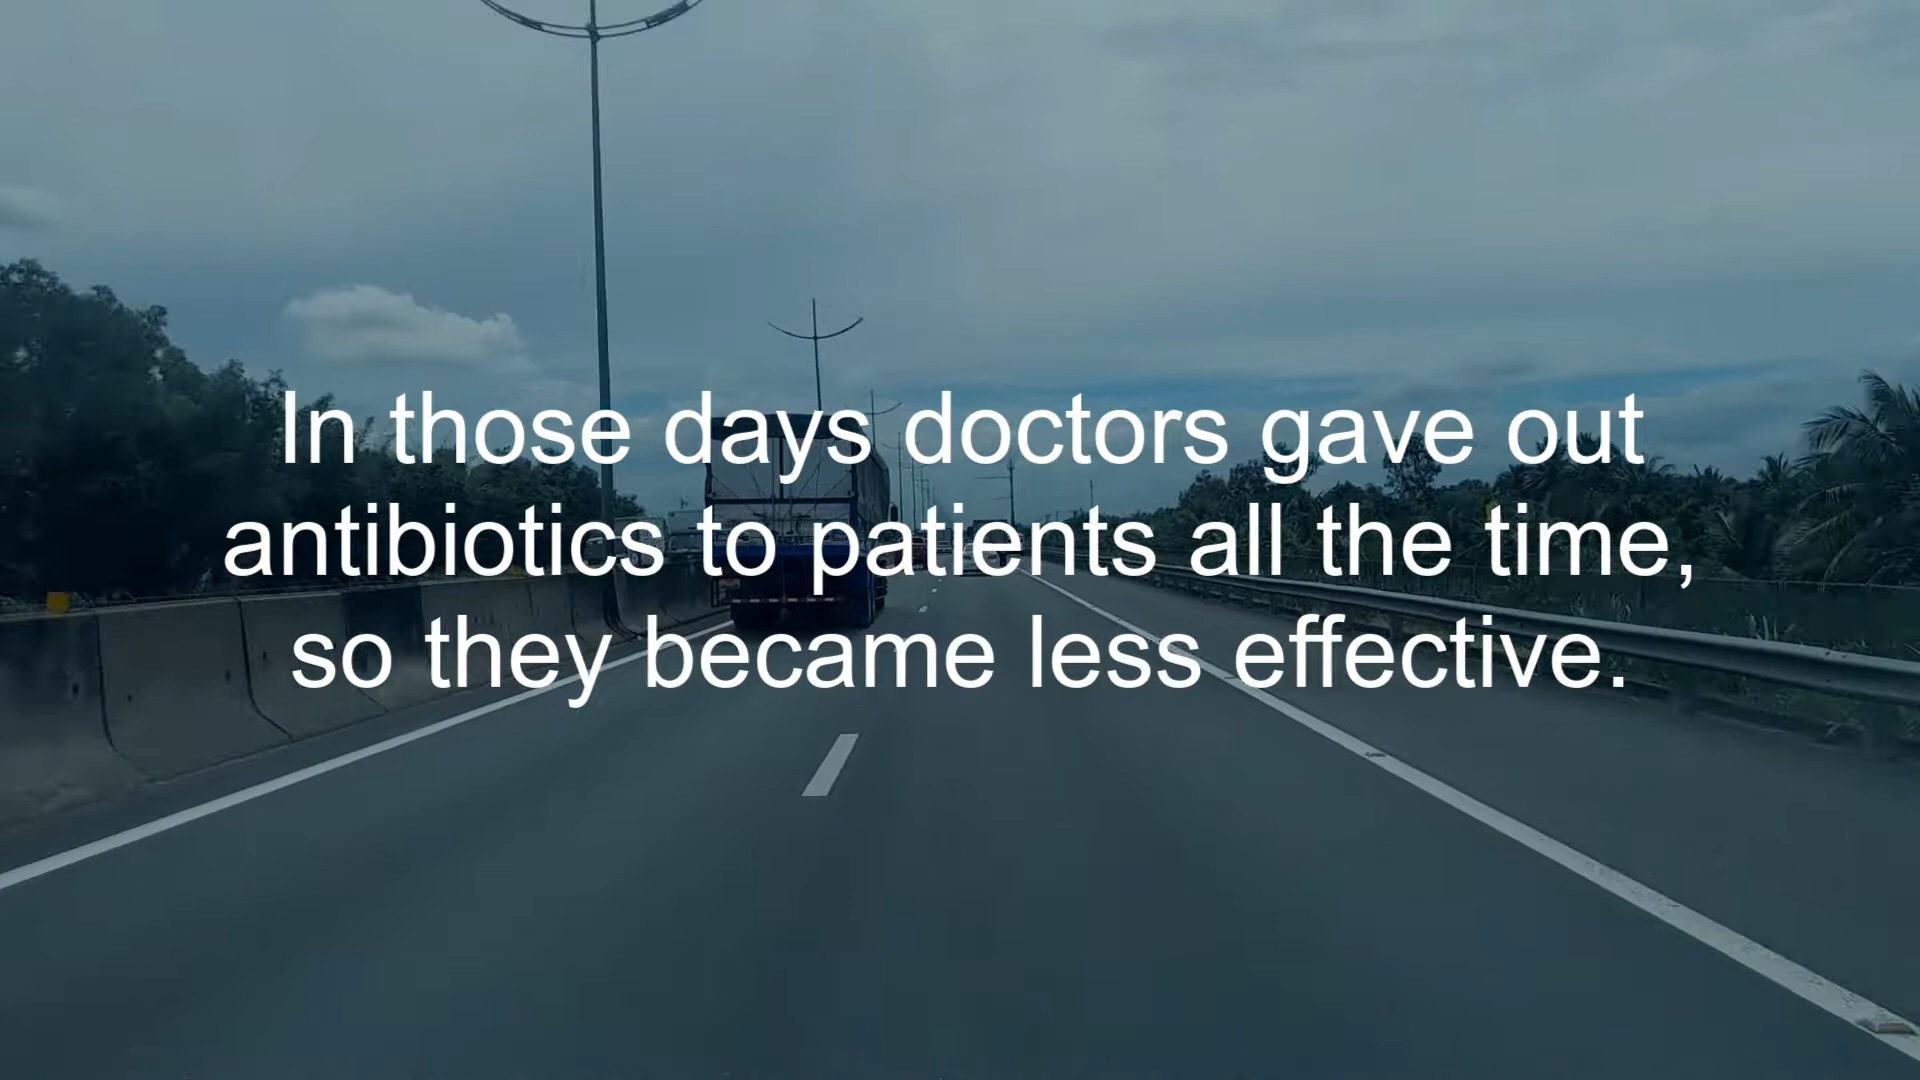 In those days doctors gave out
antibiotics to patients all the time,
so they became less effective.